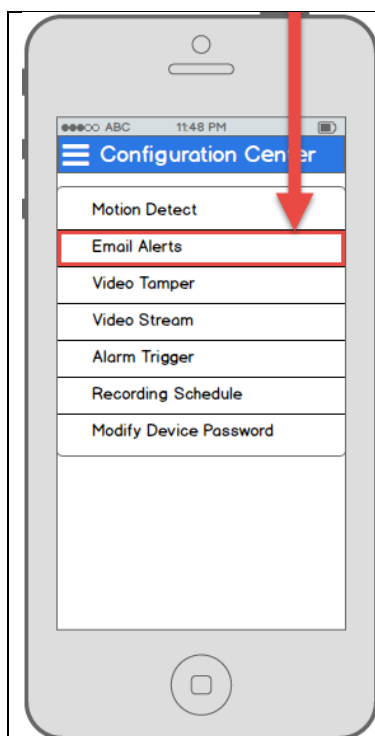 ABC 11:48 PM
Configuration Center
Motion Detect
Email Alerts
Video Tamper
Video Stream
Alarm Trigger
Recording Schedule
Modify Device Password